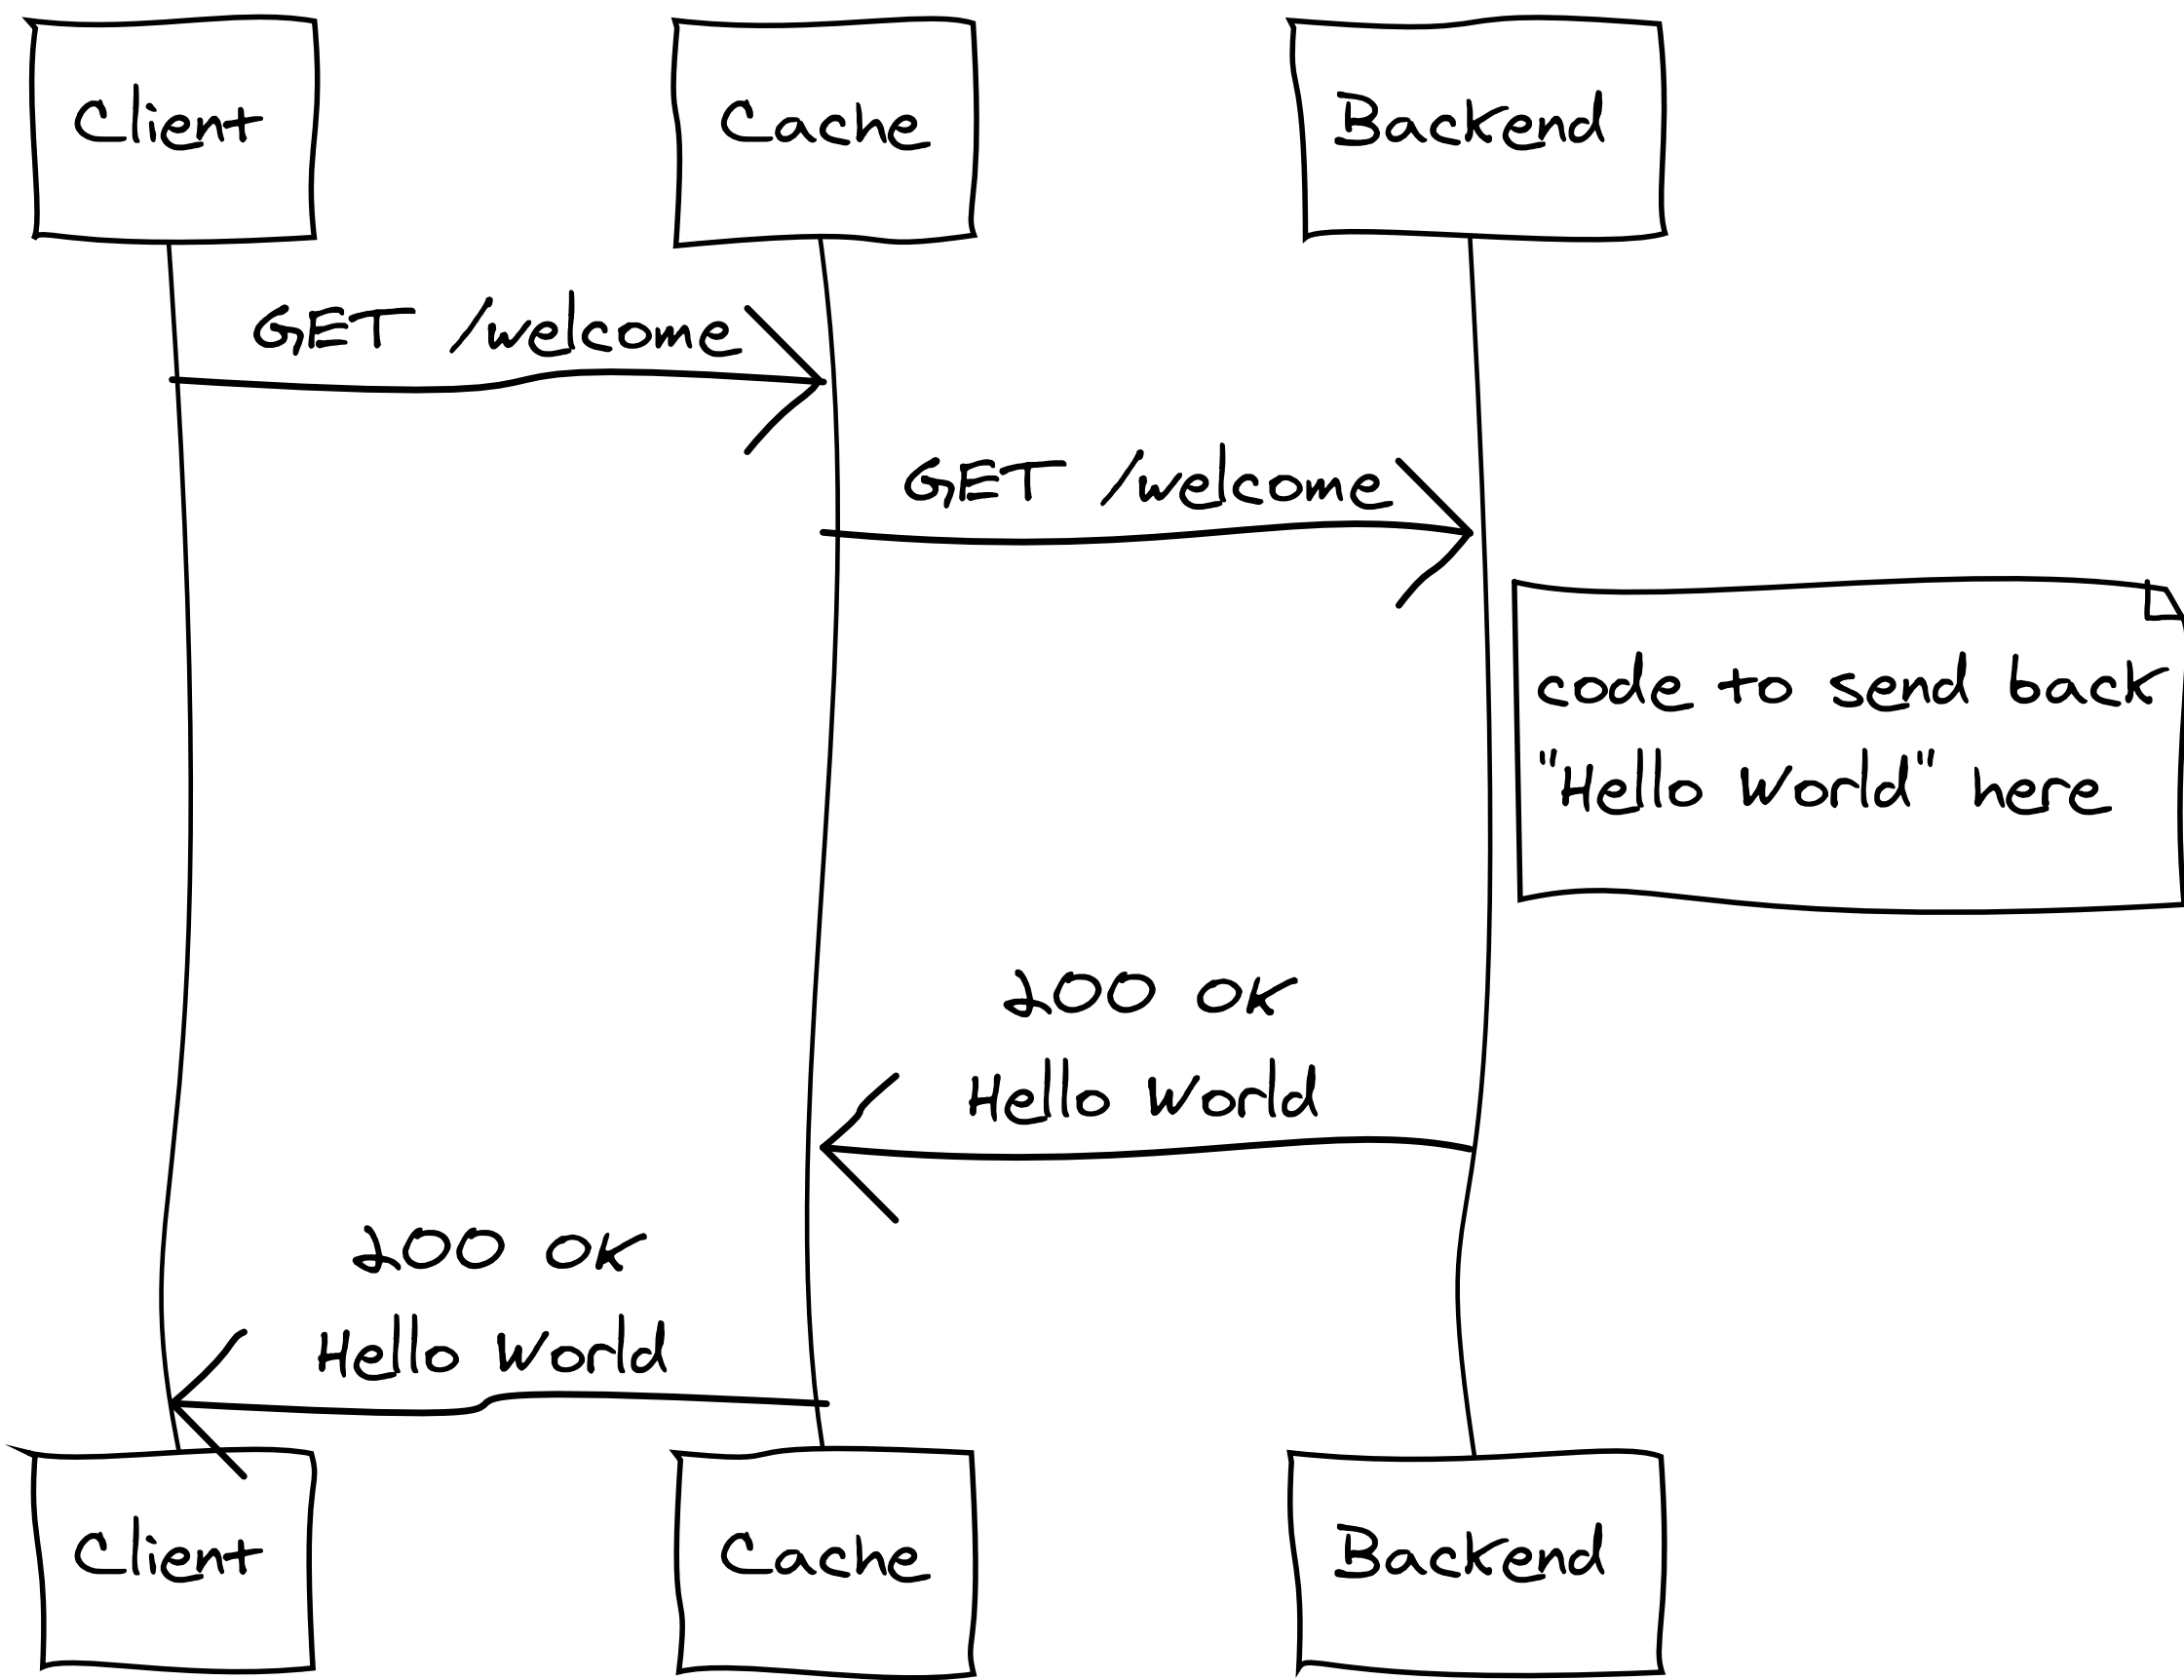 Client
Cache
Backend
GET /welcome
GET /welcome
code to send back
"Hello World" here
200 OK
Hello World
200 OK
Hello World
Client
Cache
Backend